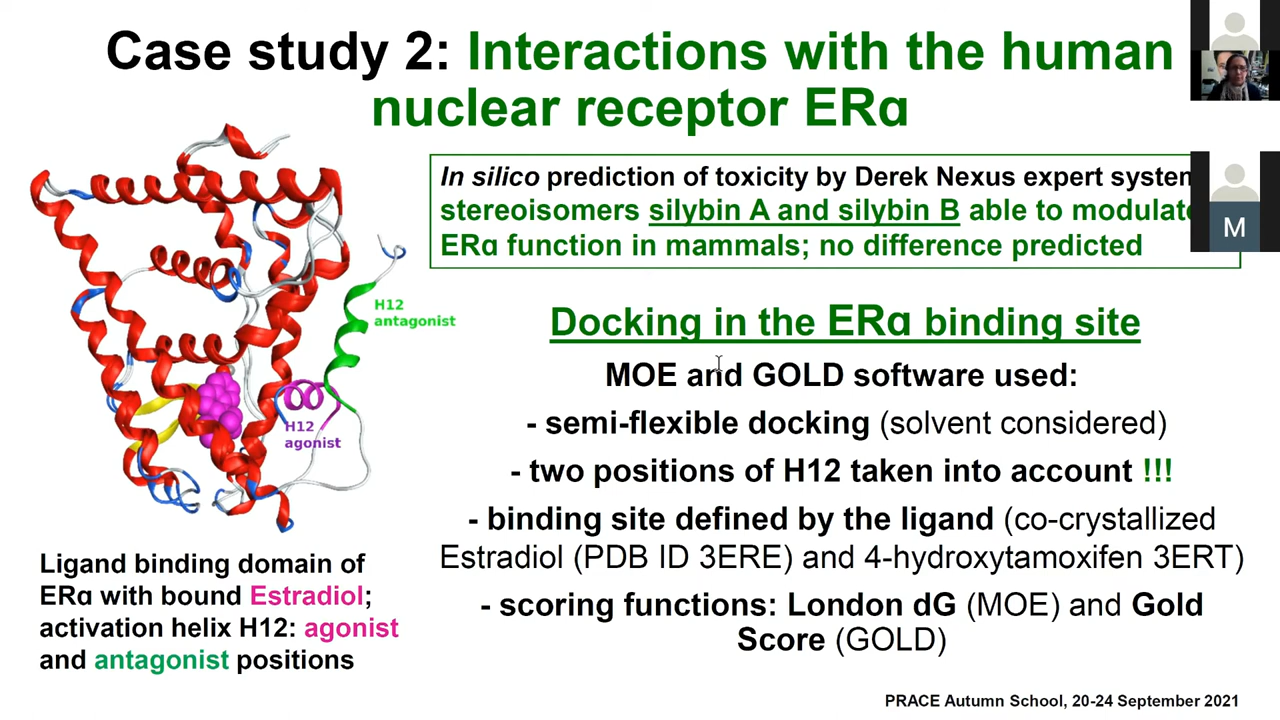 Case study 2: Interactions with the human
nuclear receptor ERα
In silico prediction of toxicity by Derek Nexus expert system
stereoisomers silybin A and silybin B able to modulate
ERα function in mammals; no difference predicted
H12
antagonist
H12
agonist
Docking in the ERα binding site
MOE and GOLD software used:
- semi-flexible docking (solvent considered)
- two positions of H12 taken into account !!!
- binding site defined by the ligand (co-crystallized
Estradiol (PDB ID 3ERE) and 4-hydroxytamoxifen 3ERT)
- scoring functions: London dG (MOE) and Gold
Score (GOLD)
Ligand binding domain of
ERα with bound Estradiol;
activation helix H12: agonist
and antagonist positions
PRACE Autumn School, 20-24 September 2021
M